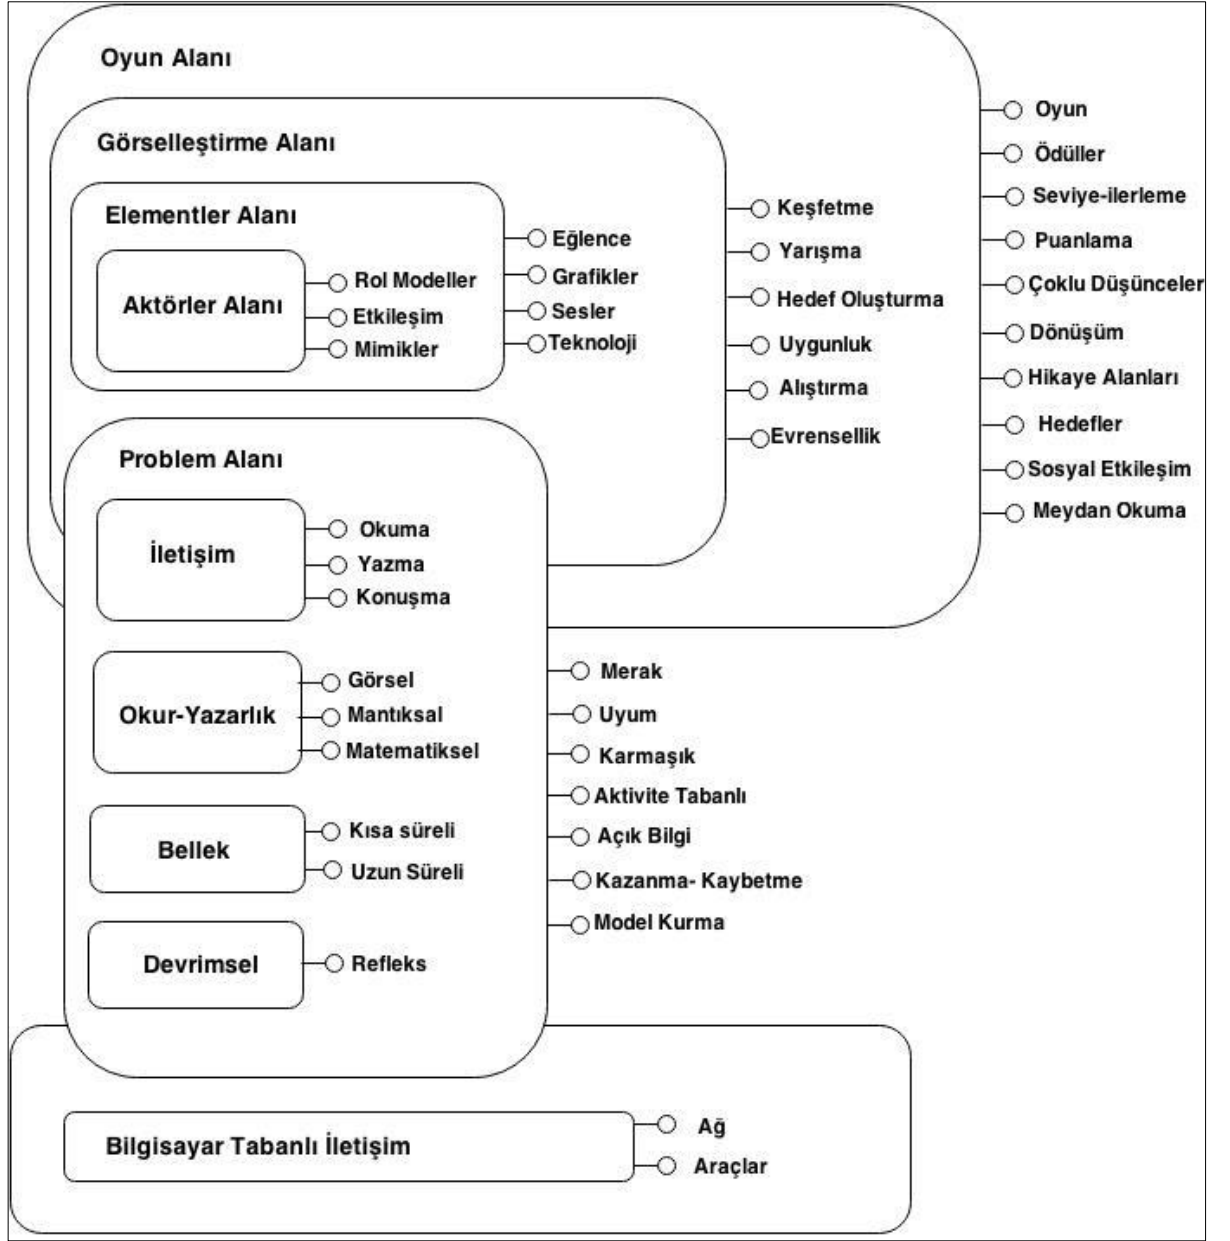 Oyun Alanı
Görselleştirme Alanı
Elementler Alanı
Aktörler Alanı
Rol Modeller
Etkileşim
Mimikler
Eğlence
Grafikler
Sesler
Teknoloji
Keşfetme
Yarışma
Hedef Oluşturma
Uygunluk
Alıştırma
Evrensellik
Oyun
Ödüller
Seviye-ilerleme
Puanlama
Çoklu Düşünceler
Dönüşüm
Hikaye Alanları
Hedefler
Sosyal Etkileşim
Meydan Okuma
Problem Alanı
İletişim
Okuma
Yazma
Konuşma
Okur-Yazarlık
Görsel
Mantıksal
Matematiksel
Bellek
Kısa süreli
Uzun Süreli
Devrimsel
Refleks
Merak
Uyum
Karmaşık
Aktivite Tabanlı
Açık Bilgi
Kazanma- Kaybetme
Model Kurma
Bilgisayar Tabanlı İletişim
Ağ
Araçlar